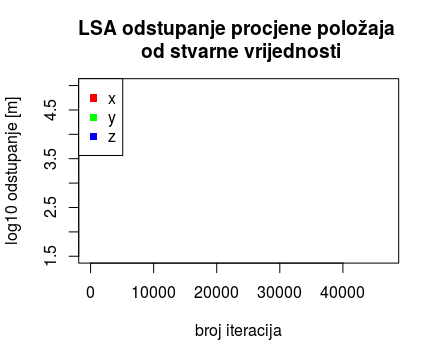 LSA odstupanje procjene položaja
od stvarne vrijednosti
log10 odstupanje [m]
4.5
3.5
2.5
1.5
x
y
z
0 10000 20000 30000 40000
broj iteracija